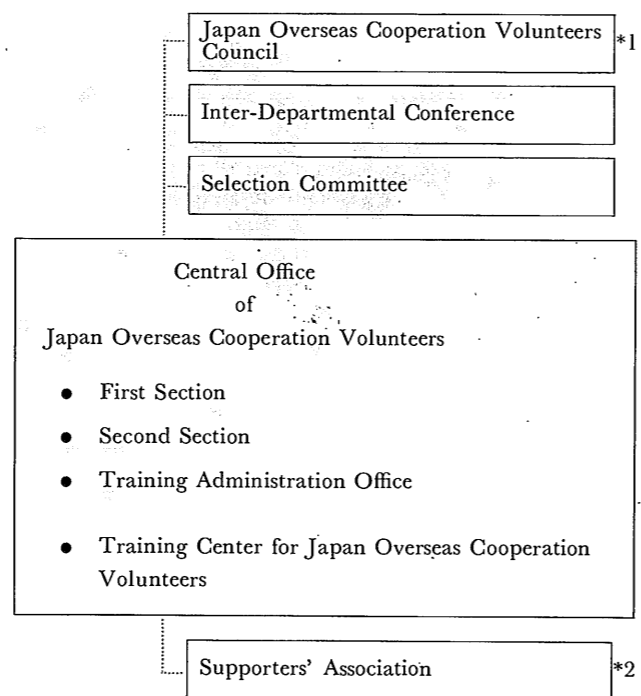 Japan Overseas Cooperation Volunteers
Council
*1
Inter-Departmental Conference
Selection Committee
Central Office
of
Japan Overseas Cooperation Volunteers
● First Section
● Second Section
● Training Administration Office
● Training Center for Japan Overseas Cooperation
Volunteers
Supporters' Association
*2